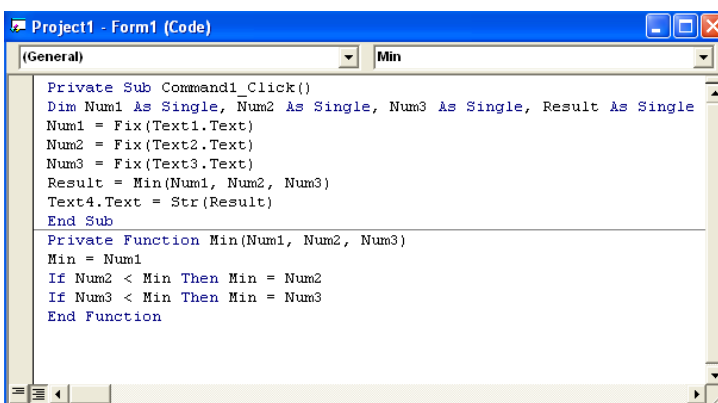 Project1 - Form1 (Code)
(General) Min
Private Sub Command1_Click()
Dim Num1 As Single, Num2 As Single, Num3 As Single, Result As Single
Num1 = Fix(Text1.Text)
Num2 = Fix(Text2.Text)
Num3 = Fix(Text3.Text)
Result = Min(Num1, Num2, Num3)
Text4.Text = Str(Result)
End Sub
Private Function Min(Num1, Num2, Num3)
Min = Num1
If Num2 < Min Then Min = Num2
If Num3 < Min Then Min = Num3
End Function